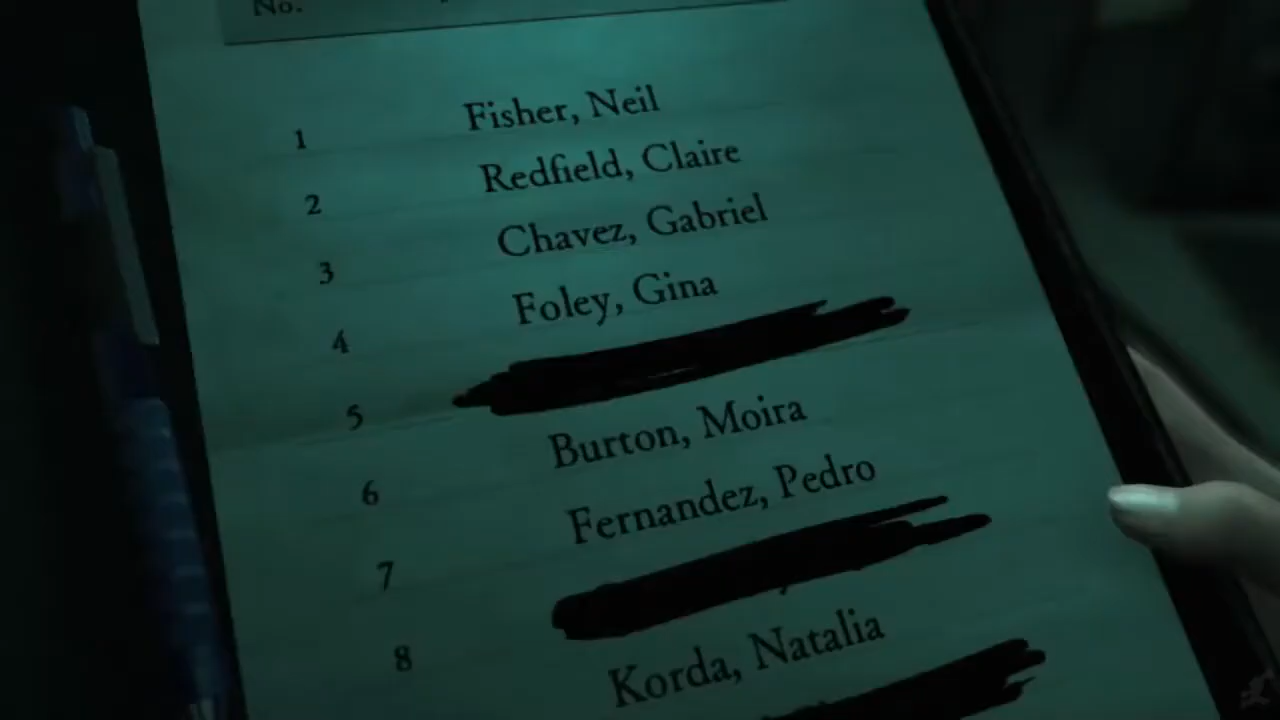 No.
1 Fisher, Neil
2 Redfield, Claire
3 Chavez, Gabriel
4 Foley, Gina
5
6 Burton, Moira
7 Fernandez, Pedro
8
Korda, Natalia